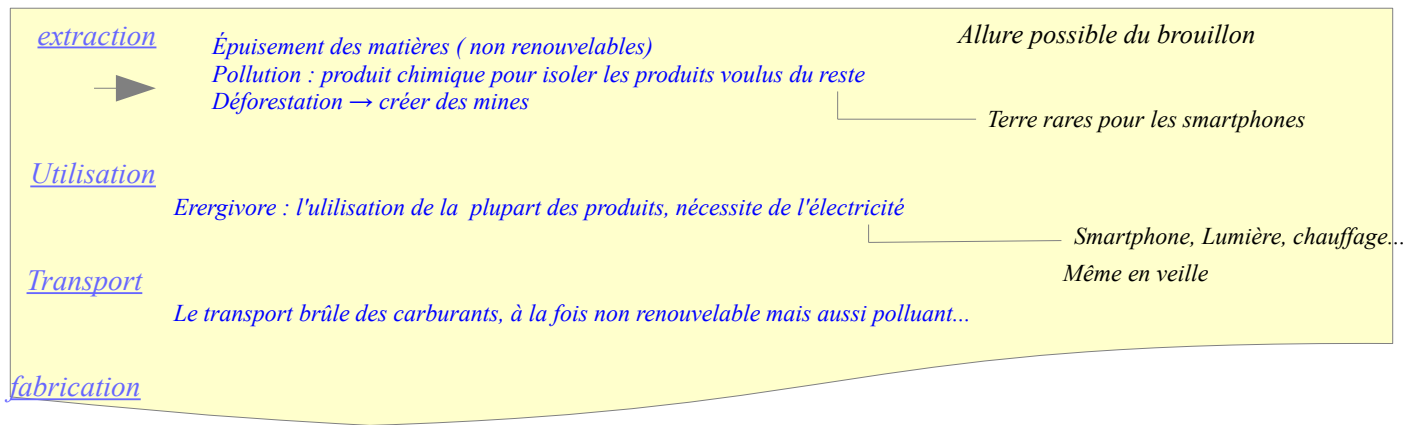 extraction
Allure possible du brouillon
Épuisement des matières ( non renouvelables)
Pollution : produit chimique pour isoler les produits voulus du reste
Déforestation → créer des mines
Terre rares pour les smartphones
Utilisation
Erergivore : l'ulilisation de la plupart des produits, nécessite de l'électricité
Smartphone, Lumière, chauffage...
Même en veille
Transport
Le transport brûle des carburants, à la fois non renouvelable mais aussi polluant...
fabrication